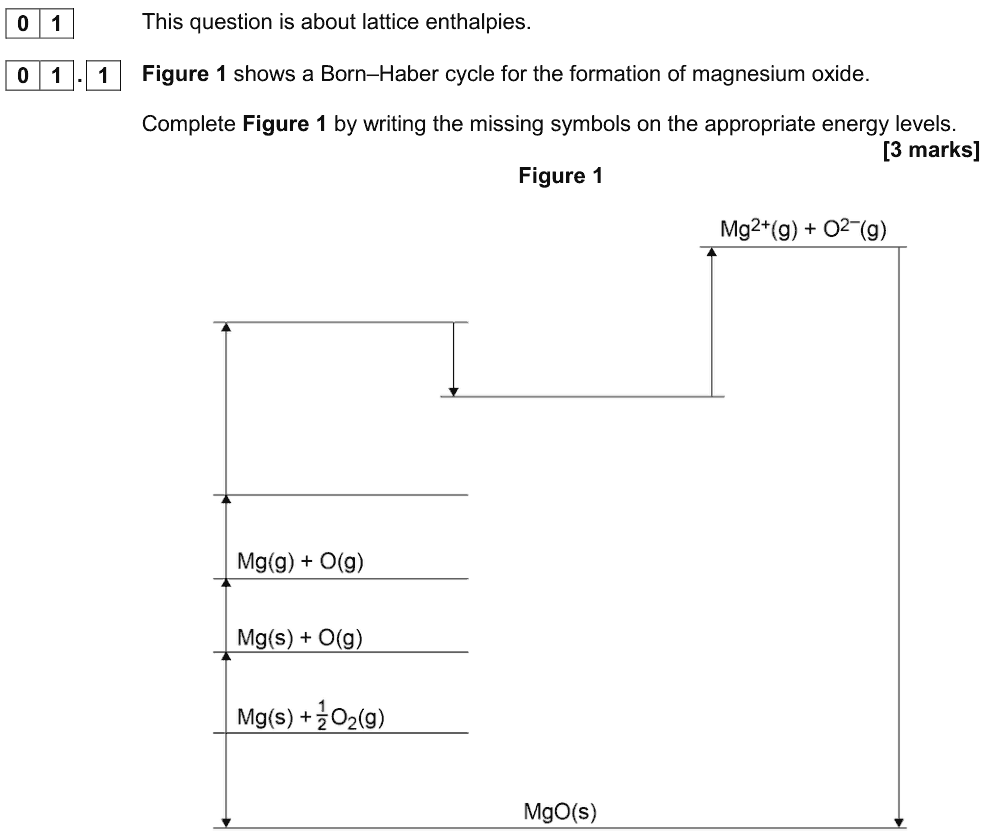 0 1 This question is about lattice enthalpies.
0 1 . 1 Figure 1 shows a Born–Haber cycle for the formation of magnesium oxide.
Complete Figure 1 by writing the missing symbols on the appropriate energy levels.
[3 marks]
Figure 1
Mg²⁺(g) + O²⁻(g)
Mg(g) + O(g)
Mg(s) + O(g)
Mg(s) + ½O₂(g)
MgO(s)